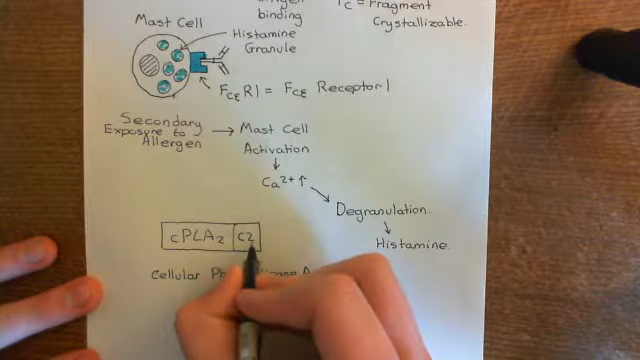 binding
Fc = Fragment
Crystallizable.
Mast Cell
Histamine
Granule
FcεRI = Fcε Receptor I
Secondary
Exposure to
Allergen
→ Mast Cell
Activation
↓
Ca²⁺ ↑
Degranulation.
Histamine.
cPLA₂ C2
Cellular